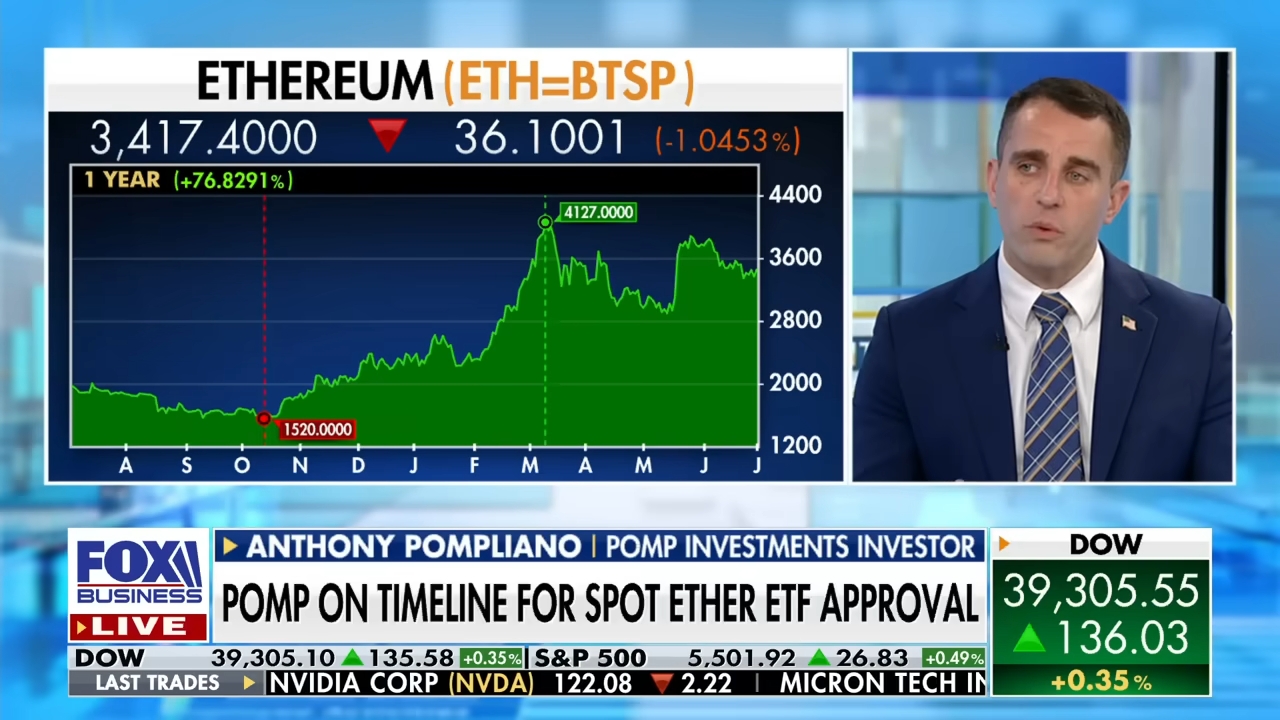 ETHEREUM (ETH=BTSP)
3,417.4000 36.1001 (-1.0453%)
1 YEAR (+76.8291%)
4400
4127.0000
3600
2800
2000
1520.0000
1200
A S O N D J F M A M J J
FOX BUSINESS
LIVE
ANTHONY POMPLIANO | POMP INVESTMENTS INVESTOR
POMP ON TIMELINE FOR SPOT ETHER ETF APPROVAL
DOW
39,305.55
136.03
+0.35%
DOW 39,305.10 135.58 +0.35% S&P 500 5,501.92 26.83 +0.49%
LAST TRADES NVIDIA CORP (NVDA) 122.08 2.22 | MICRON TECH IN